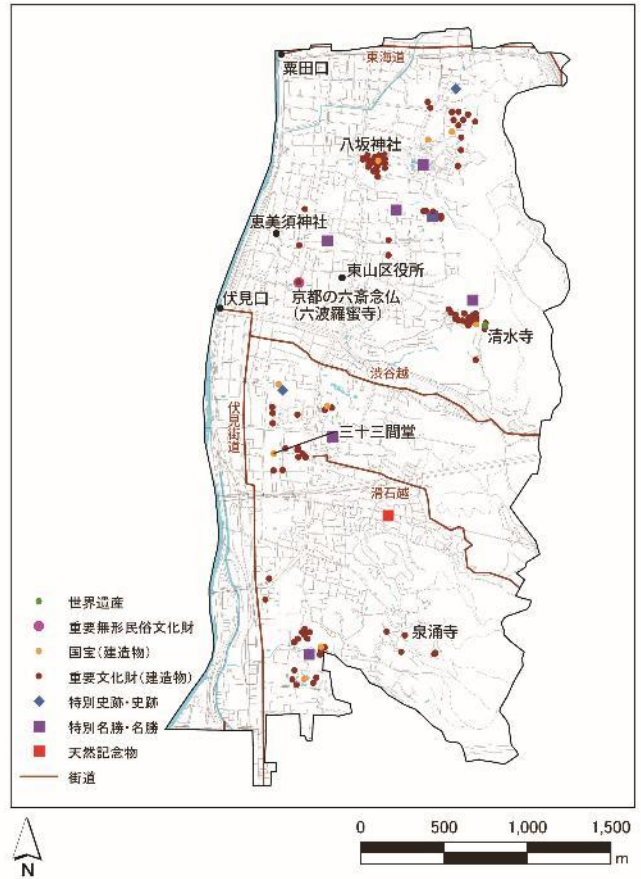 東海道
粟田口
八坂神社
恵美須神社
東山区役所
京都の六斎念仏
(六波羅蜜寺)
伏見口
清水寺
渋谷越
伏見街道
三十三間堂
滑石越
泉涌寺
世界遺産
重要無形民俗文化財
国宝(建造物)
重要文化財(建造物)
特別史跡・史跡
特別名勝・名勝
天然記念物
街道
N
0 500 1,000 1,500
m